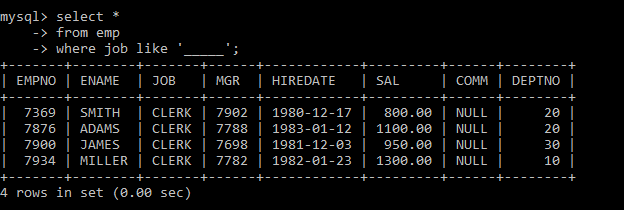 mysql> select *
    -> from emp
    -> where job like '_____';
+-------+--------+-------+------+------------+---------+------+--------+
| EMPNO | ENAME  | JOB   | MGR  | HIREDATE   | SAL     | COMM | DEPTNO |
+-------+--------+-------+------+------------+---------+------+--------+
|  7369 | SMITH  | CLERK | 7902 | 1980-12-17 |  800.00 | NULL |     20 |
|  7876 | ADAMS  | CLERK | 7788 | 1983-01-12 | 1100.00 | NULL |     20 |
|  7900 | JAMES  | CLERK | 7698 | 1981-12-03 |  950.00 | NULL |     30 |
|  7934 | MILLER | CLERK | 7782 | 1982-01-23 | 1300.00 | NULL |     10 |
+-------+--------+-------+------+------------+---------+------+--------+
4 rows in set (0.00 sec)